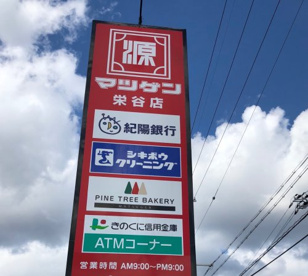 源
マツゲン
栄谷店
紀陽銀行
シキボウ
クリーニング
PINE TREE BAKERY
きのくに信用金庫
ATMコーナー
営業時間 AM9:00〜PM9:00